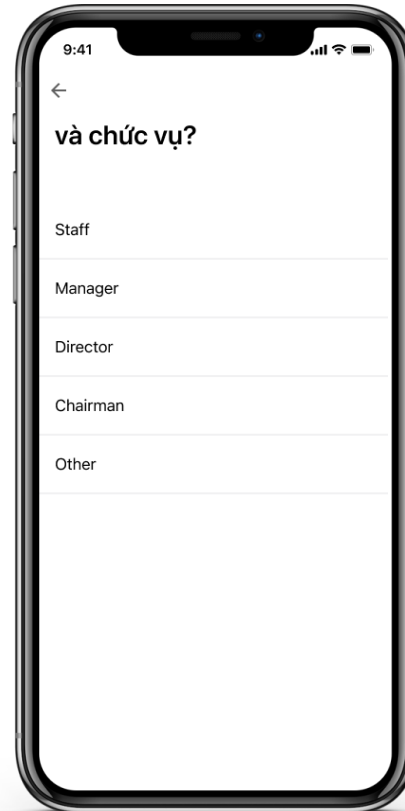 9:41
và chức vụ?
Staff
Manager
Director
Chairman
Other